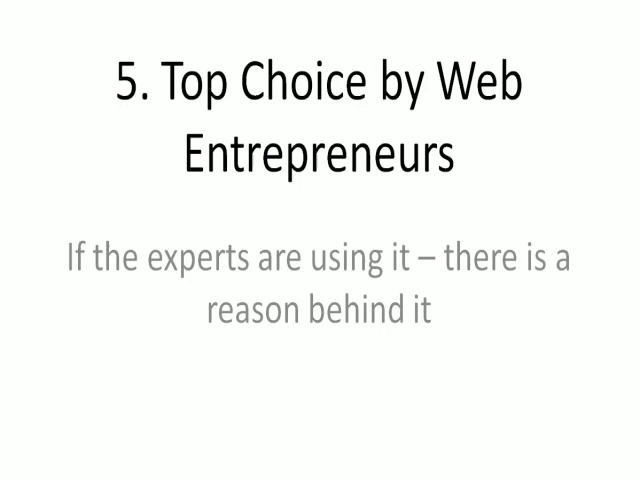 5. Top Choice by Web
Entrepreneurs
If the experts are using it – there is a
reason behind it